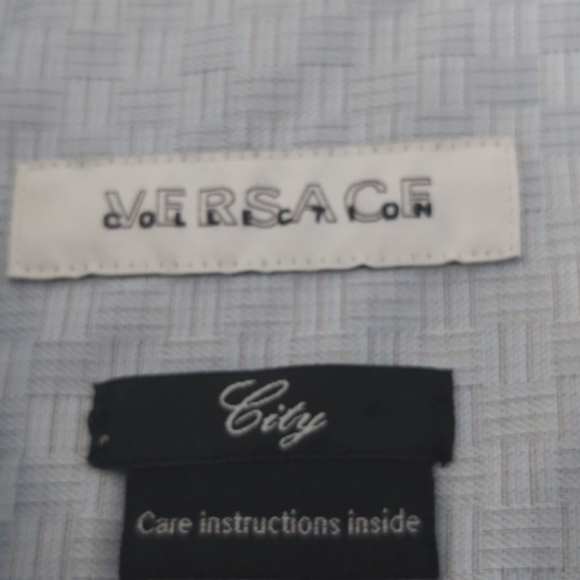 VERSACE
COLLECTION
City
Care instructions inside